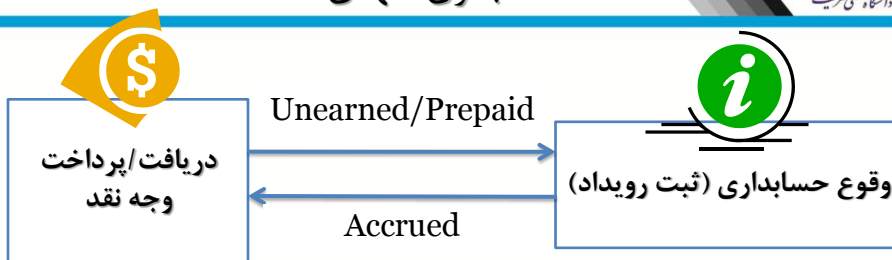 Unearned/Prepaid
دریافت/پرداخت
وجه نقد
وقوع حسابداری (ثبت رویداد)
Accrued